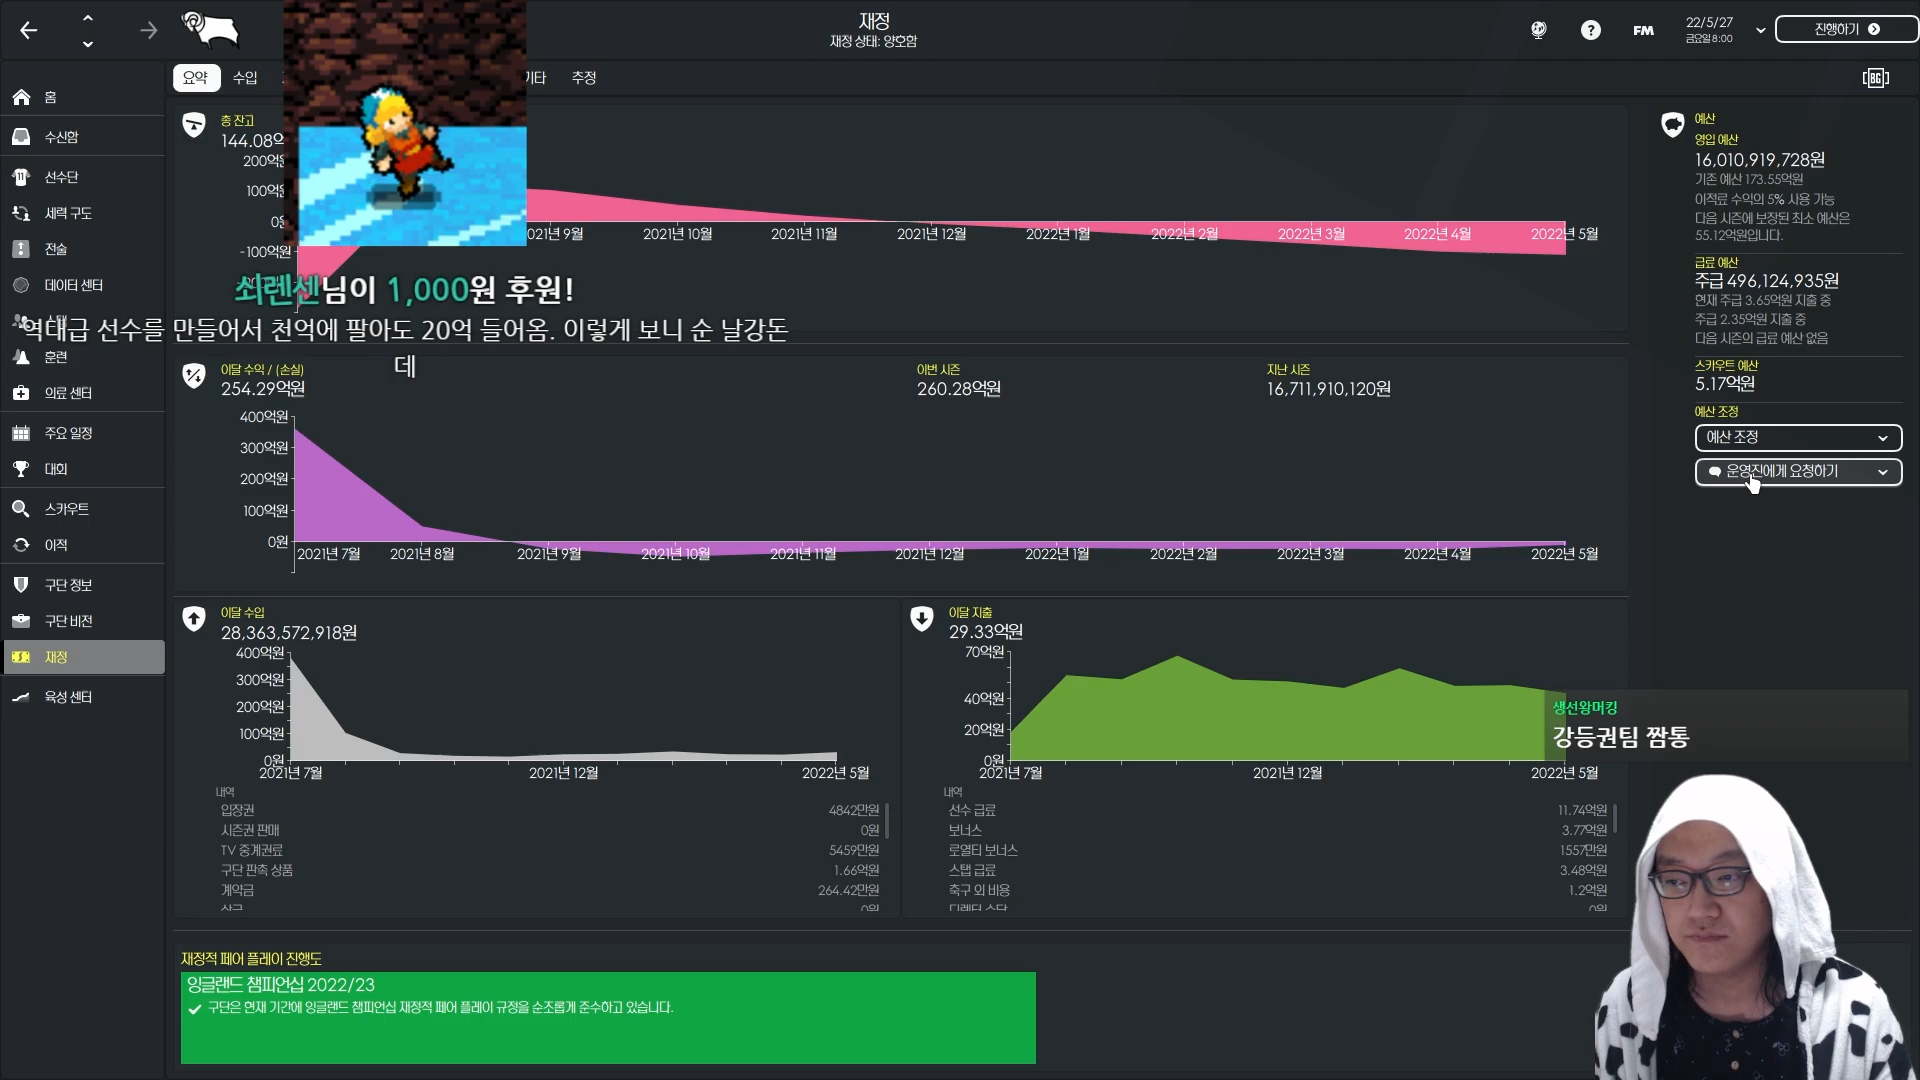 재정
재정 상태: 양호함
FM
22/5/27
금요일 8:00
진행하기
요약
수입
기타
추정
BG
홈
수신함
선수단
세력 구도
전술
데이터 센터
훈련
의료 센터
주요 일정
대회
스카우트
이적
구단 정보
구단 비전
재정
육성 센터
총 잔고
144.08억
200억원
100억원
0원
-100억원
2021년 9월
2021년 10월
2021년 11월
2021년 12월
2022년 1월
2022년 2월
2022년 3월
2022년 4월
2022년 5월
쇠렌센님이 1,000원 후원!
역대급 선수를 만들어서 천억에 팔아도 20억 들어옴. 이렇게 보니 순 날강돈
데
이달 수익 / (손실)
254.29억원
이번 시즌
260.28억원
지난 시즌
16,711,910,120원
400억원
300억원
200억원
100억원
0원
2021년 7월
2021년 8월
2021년 9월
2021년 10월
2021년 11월
2021년 12월
2022년 1월
2022년 2월
2022년 3월
2022년 4월
2022년 5월
이달 수입
28,363,572,918원
400억원
300억원
200억원
100억원
0원
2021년 7월
2021년 12월
2022년 5월
내역
입장권 4842만원
시즌권 판매 0원
TV 중계권료 5459만원
구단 판촉 상품 1.66억원
계약금 264.42만원
상금 0원
이달 지출
29.33억원
70억원
40억원
20억원
0원
2021년 7월
2021년 12월
2022년 5월
내역
선수 급료 11.74억원
보너스 3.77억원
로열티 보너스 1557만원
스탭 급료 3.48억원
축구 외 비용 1.2억원
디렉터 수당 0원
재정적 페어 플레이 진행도
잉글랜드 챔피언십 2022/23
구단은 현재 기간에 잉글랜드 챔피언십 재정적 페어 플레이 규정을 순조롭게 준수하고 있습니다.
예산
영입 예산
16,010,919,728원
기존 예산 173.55억원
이적료 수익의 5% 사용 가능
다음 시즌에 보장된 최소 예산은
55.12억원입니다.
급료 예산
주급 496,124,935원
현재 주급 3.65억원 지출 중
주급 2.35억원 지출 중
다음 시즌의 급료 예산 없음
스카우트 예산
5.17억원
예산 조정
예산 조정
운영진에게 요청하기
생선왕머킹
강등권팀 짬통